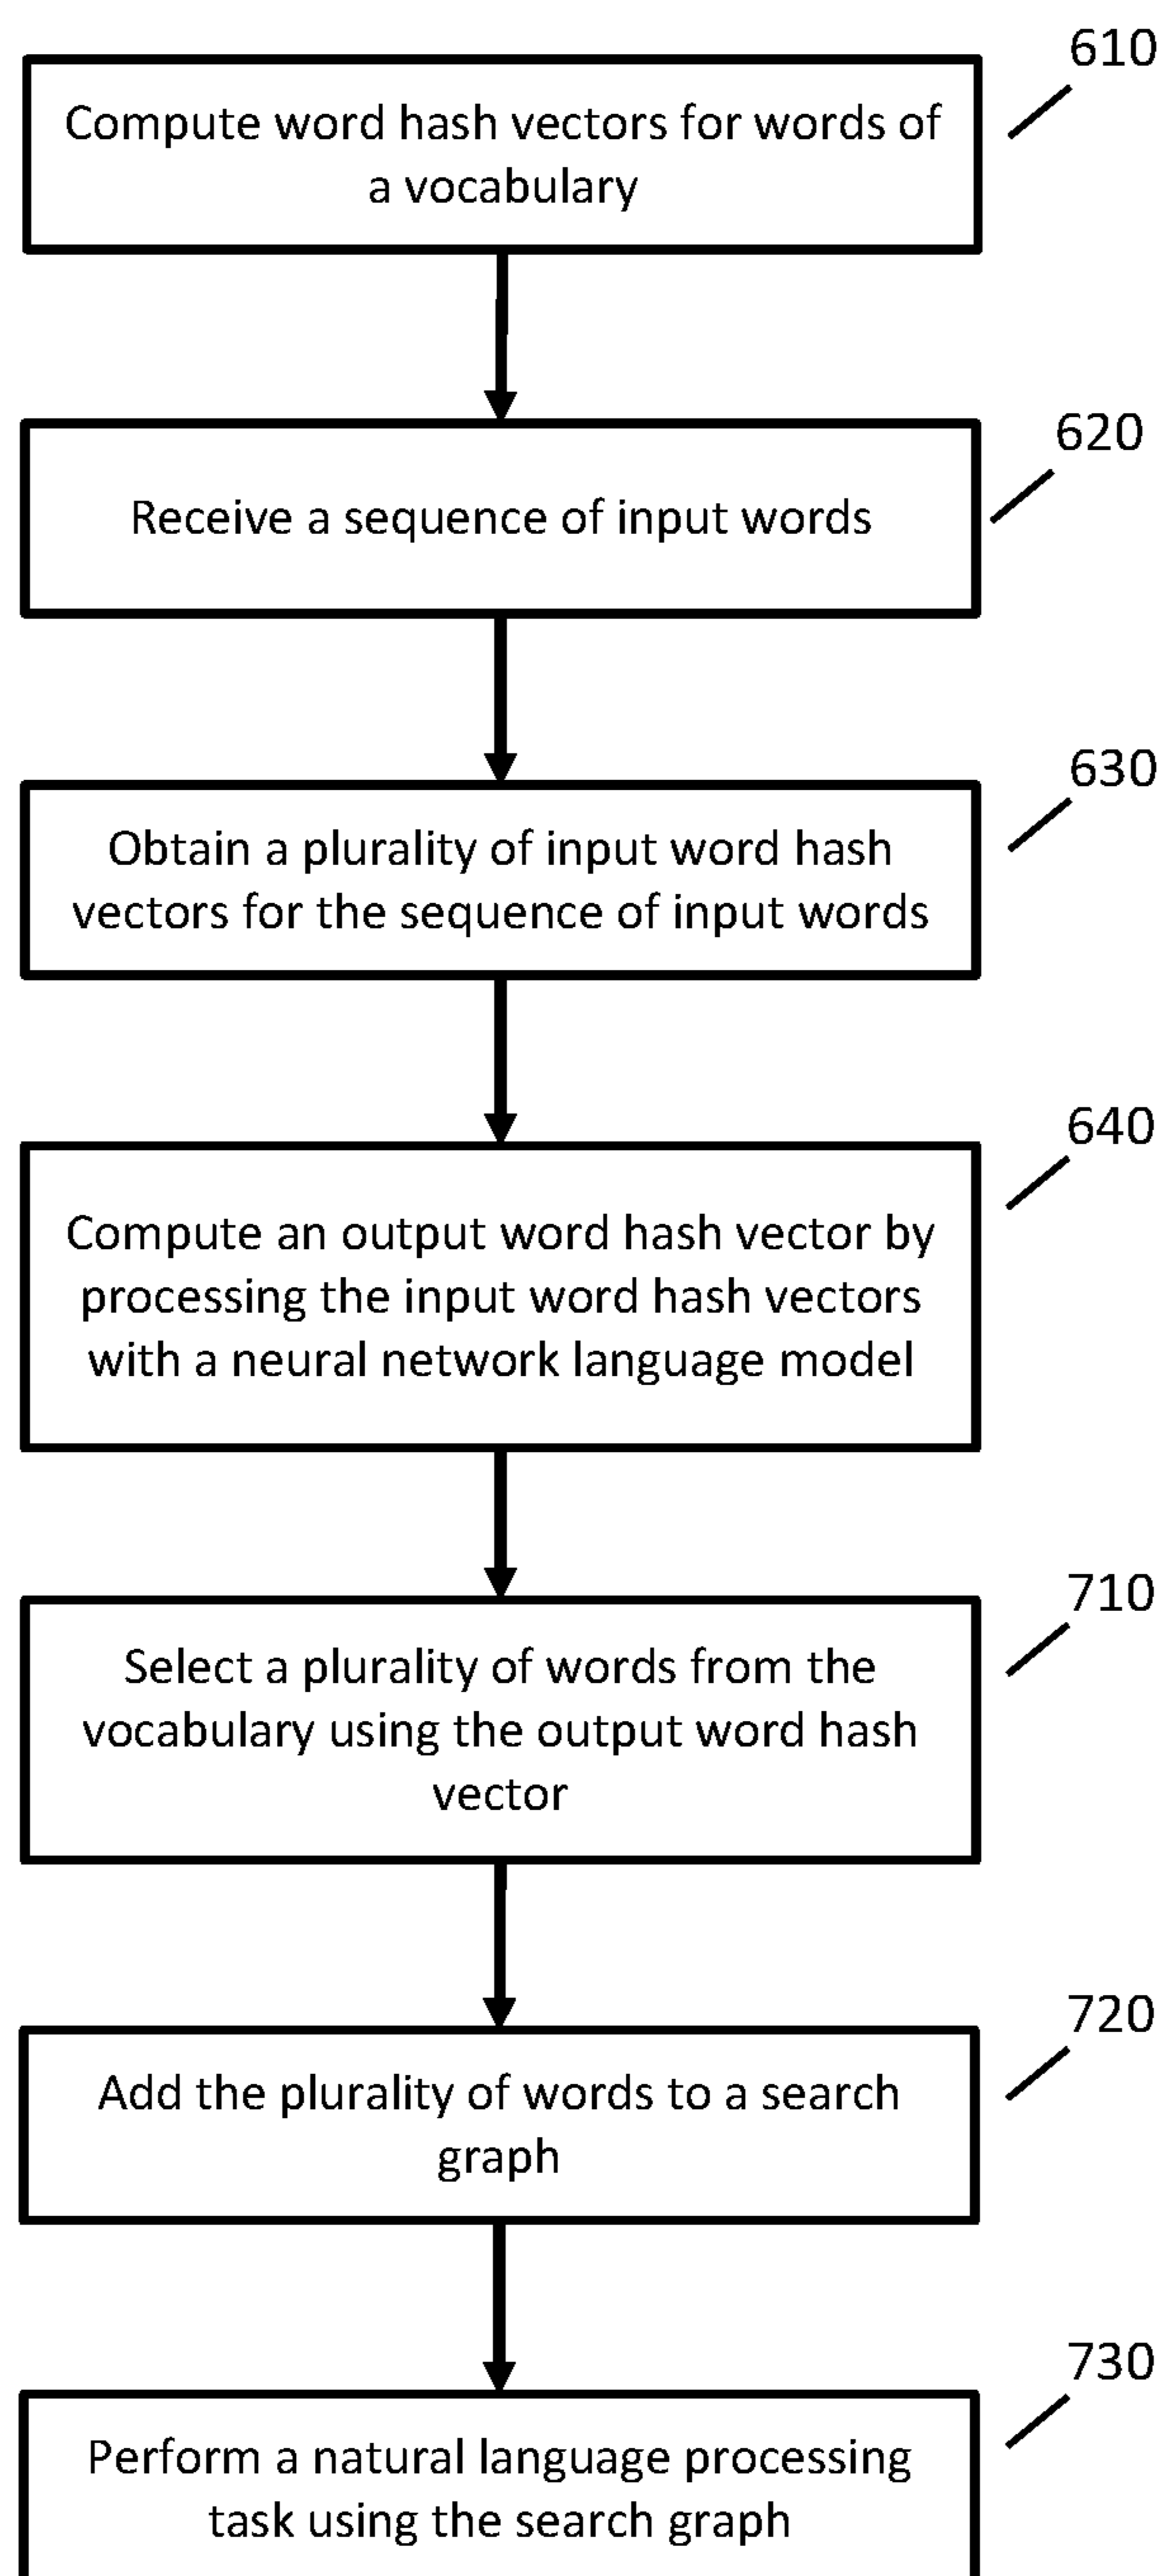 610
Compute word hash vectors for words of
a vocabulary
620
Receive a sequence of input words
630
Obtain a plurality of input word hash
vectors for the sequence of input words
640
Compute an output word hash vector by
processing the input word hash vectors
with a neural network language model
710
Select a plurality of words from the
vocabulary using the output word hash
vector
720
Add the plurality of words to a search
graph
730
Perform a natural language processing
task using the search graph